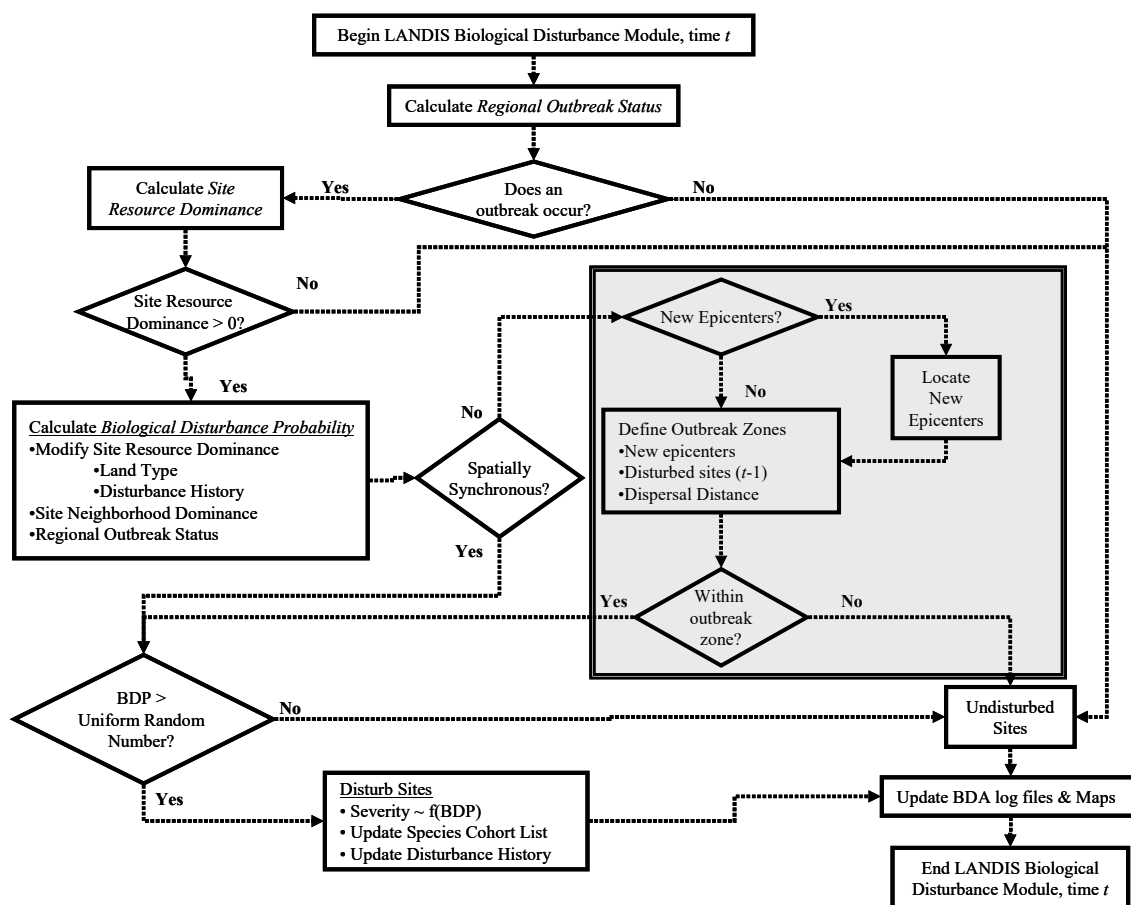 Begin LANDIS Biological Disturbance Module, time t
Calculate Regional Outbreak Status
Does an
outbreak occur?
Yes
No
Calculate Site
Resource Dominance
Site Resource
Dominance > 0?
No
Yes
Calculate Biological Disturbance Probability
•Modify Site Resource Dominance
•Land Type
•Disturbance History
•Site Neighborhood Dominance
•Regional Outbreak Status
Spatially
Synchronous?
No
Yes
New Epicenters?
Yes
No
Locate
New
Epicenters
Define Outbreak Zones
•New epicenters
•Disturbed sites (t-1)
•Dispersal Distance
Within
outbreak
zone?
Yes
No
BDP >
Uniform Random
Number?
No
Yes
Undisturbed
Sites
Disturb Sites
• Severity ~ f(BDP)
• Update Species Cohort List
• Update Disturbance History
Update BDA log files & Maps
End LANDIS Biological
Disturbance Module, time t